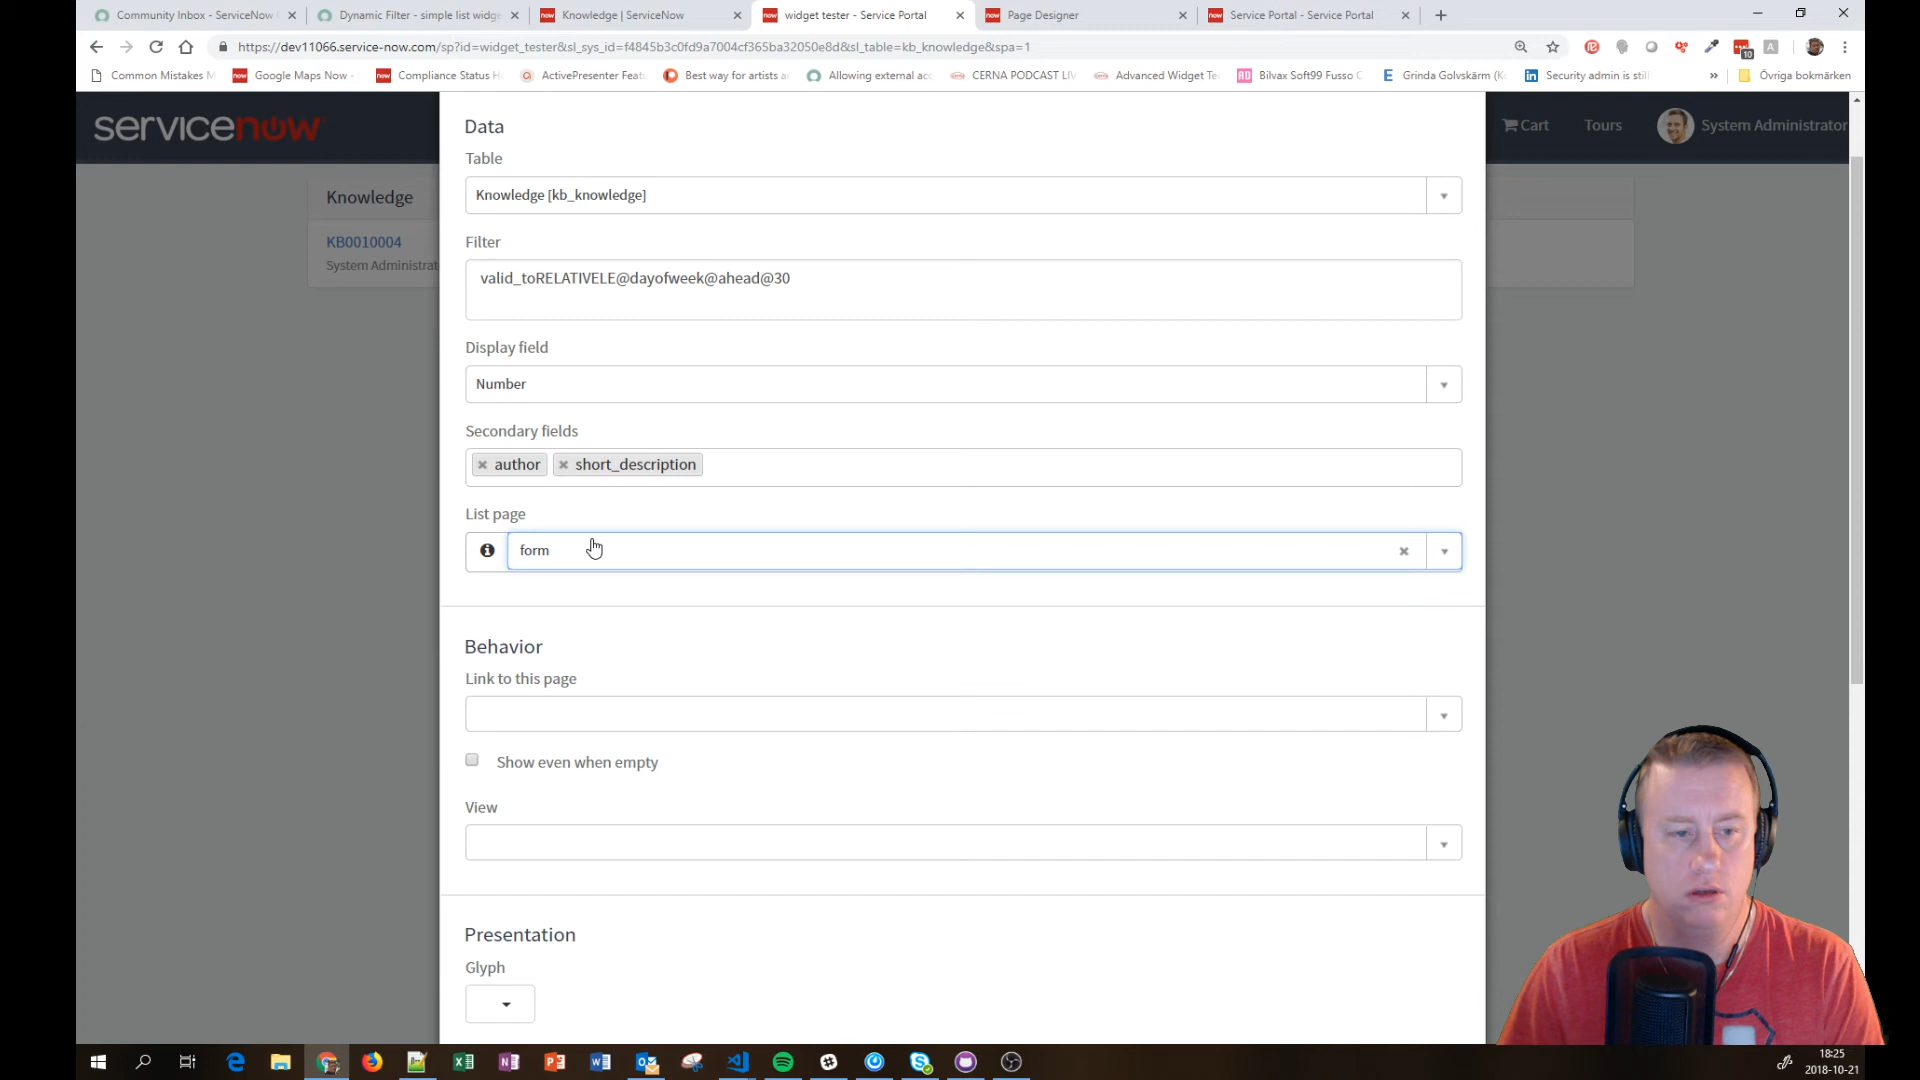 Community Inbox - ServiceNow
Dynamic Filter - simple list widge
Knowledge | ServiceNow
widget tester - Service Portal
Page Designer
Service Portal - Service Portal
https://dev11066.service-now.com/sp?id=widget_tester&sl_sys_id=f4845b3c0fd9a7004cf365ba32050e8d&sl_table=kb_knowledge&spa=1
Common Mistakes
Google Maps Now -
Compliance Status H
ActivePresenter Feat
Best way for artists a
Allowing external acc
CERNA PODCAST LIV
Advanced Widget Te
Bilvax Soft99 Fusso C
Grinda Golvskärm (K
Security admin is still
Övriga bokmärken
servicenow
Cart
Tours
System Administrator
Knowledge
KB0010004
System Administrat
Data
Table
Knowledge [kb_knowledge]
Filter
valid_toRELATIVELE@dayofweek@ahead@30
Display field
Number
Secondary fields
author
short_description
List page
form
Behavior
Link to this page
Show even when empty
View
Presentation
Glyph
18:25
2018-10-21